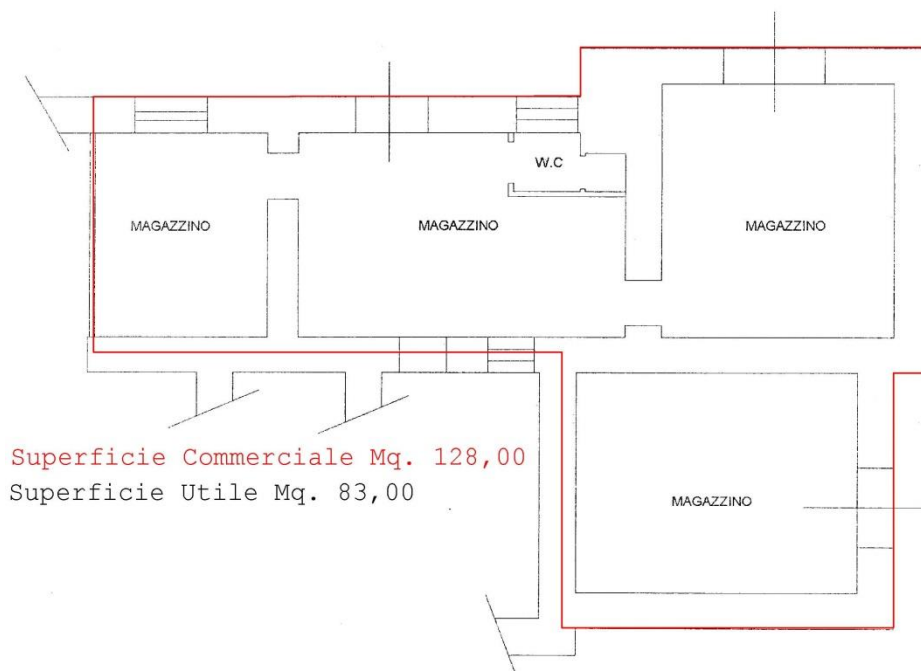 W.C
MAGAZZINO
MAGAZZINO
MAGAZZINO
Superficie Commerciale Mq. 128,00
Superficie Utile Mq. 83,00
MAGAZZINO